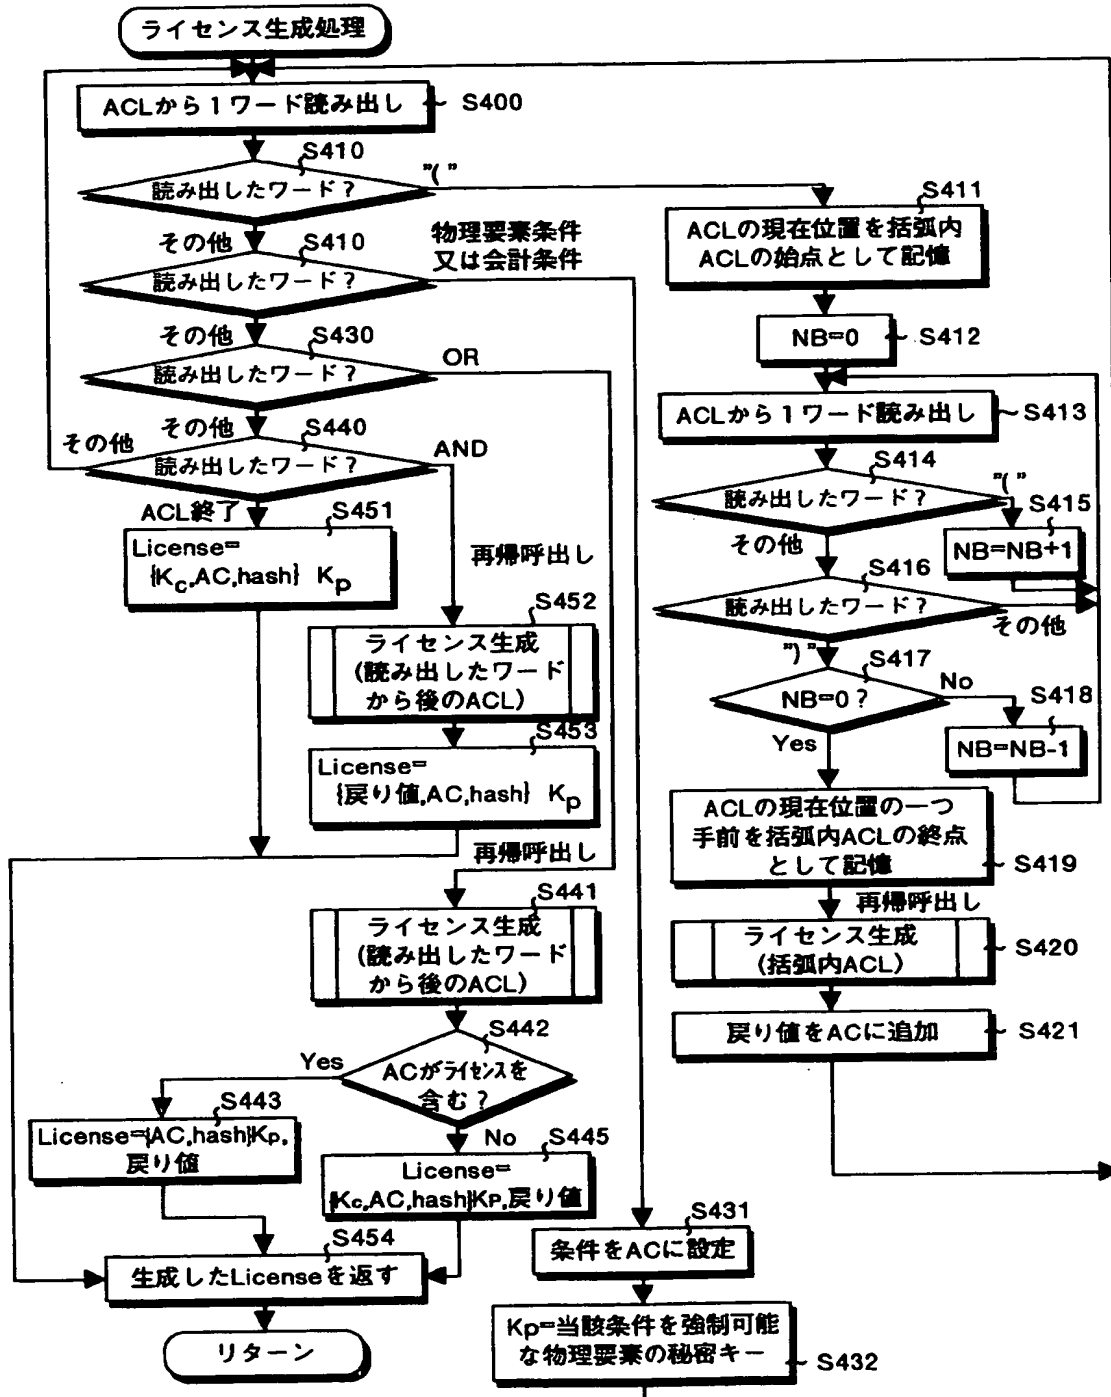 ライセンス生成処理
ACLから1ワード読み出し
S400
S410
読み出したワード?
"("
その他
S410
読み出したワード?
物理要素条件
又は会計条件
その他
S430
読み出したワード?
OR
その他
S440
その他
読み出したワード?
AND
ACL終了
S451
License=
{Kc,AC,hash} Kp
再帰呼出し
S452
ライセンス生成
(読み出したワード
から後のACL)
S453
License=
{戻り値,AC,hash} Kp
再帰呼出し
S441
ライセンス生成
(読み出したワード
から後のACL)
S442
ACがライセンスを
含む?
Yes
S443
License={AC,hash}Kp,
戻り値
No
S445
License=
{Kc,AC,hash}KP,戻り値
S454
生成したLicenseを返す
リターン
S431
条件をACに設定
Kp=当該条件を強制可能
な物理要素の秘密キー
S432
S411
ACLの現在位置を括弧内
ACLの始点として記憶
NB=0
S412
ACLから1ワード読み出し
S413
S414
読み出したワード?
"("
S415
NB=NB+1
その他
S416
読み出したワード?
その他
")"
S417
NB=0?
No
S418
NB=NB-1
Yes
ACLの現在位置の一つ
手前を括弧内ACLの終点
として記憶
S419
再帰呼出し
ライセンス生成
(括弧内ACL)
S420
戻り値をACに追加
S421